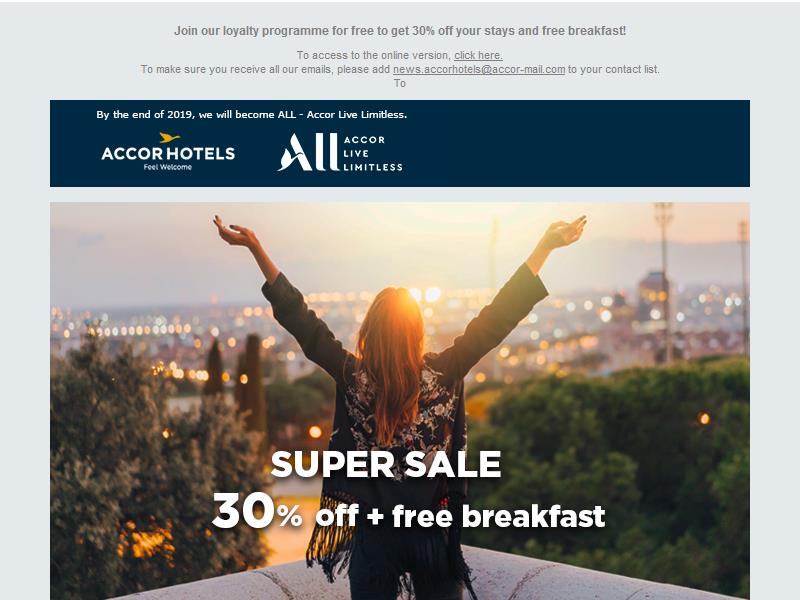 Join our loyalty programme for free to get 30% off your stays and free breakfast!
To access to the online version, click here.
To make sure you receive all our emails, please add news.accorhotels@accor-mail.com to your contact list.
To
By the end of 2019, we will become ALL - Accor Live Limitless.
ACCORHOTELS
Feel Welcome
All
ACCOR
LIVE
LIMITLESS
SUPER SALE
30% off + free breakfast